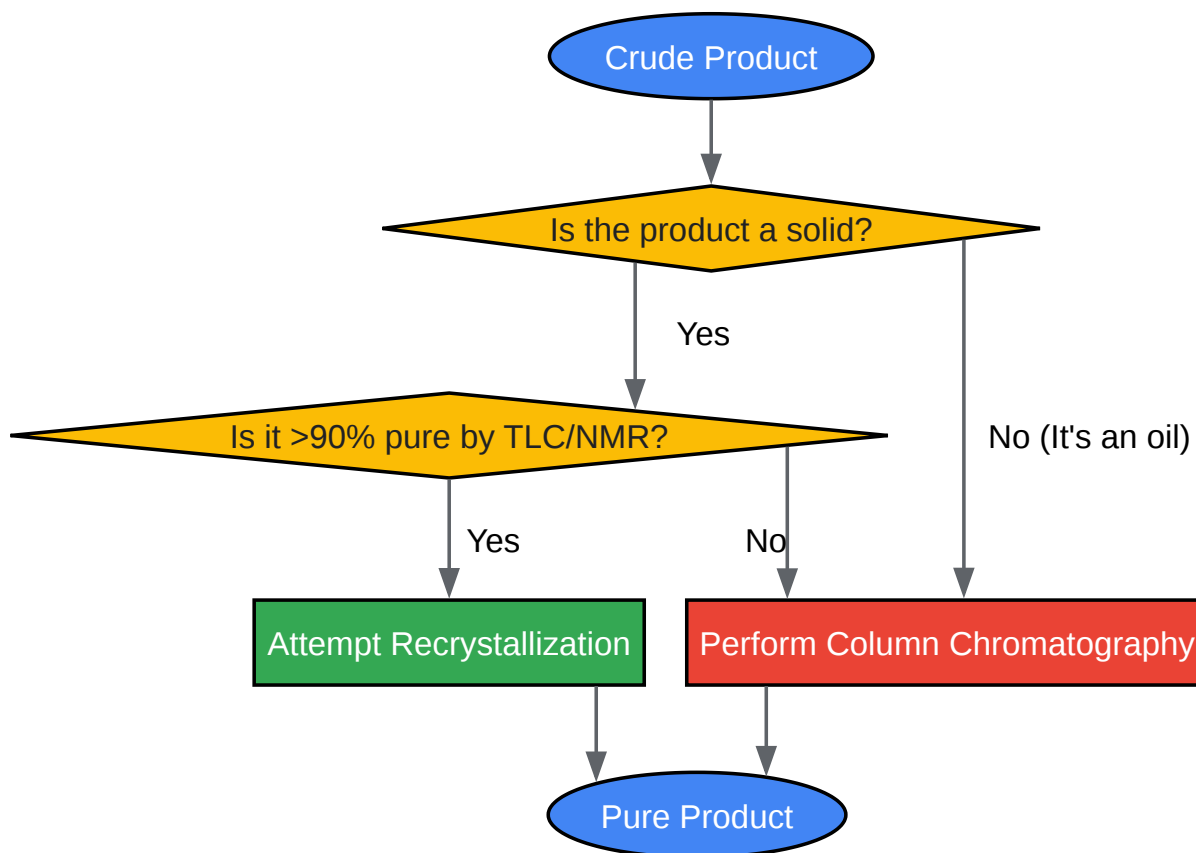 Crude Product
Is the product a solid?
Yes
Is it >90% pure by TLC/NMR?
No (It's an oil)
Yes
No
Attempt Recrystallization
Perform Column Chromatography
Pure Product